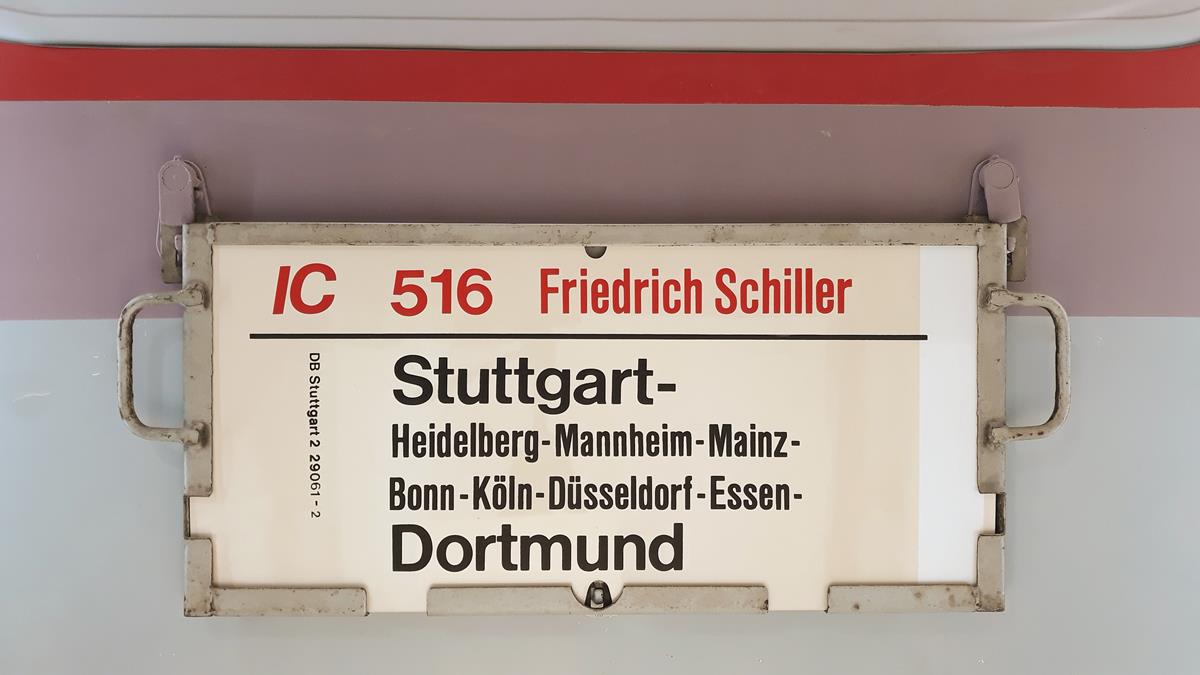 IC 516 Friedrich Schiller
DB Stuttgart 2 29061-2
Stuttgart-
Heidelberg-Mannheim-Mainz-
Bonn-Köln-Düsseldorf-Essen-
Dortmund